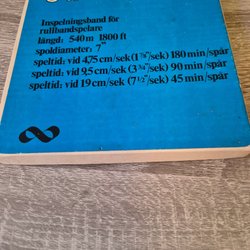 Inspelningsband för
rullbandspelare
längd: 540m 1800 ft
spoldiameter: 7"
speltid: vid 4,75 cm/sek (1 7/8"/sek) 180 min/spår
speltid: vid 9,5 cm/sek (3 3/4"/sek) 90 min/spår
speltid: vid 19 cm/sek (7 1/2"/sek) 45 min/spår